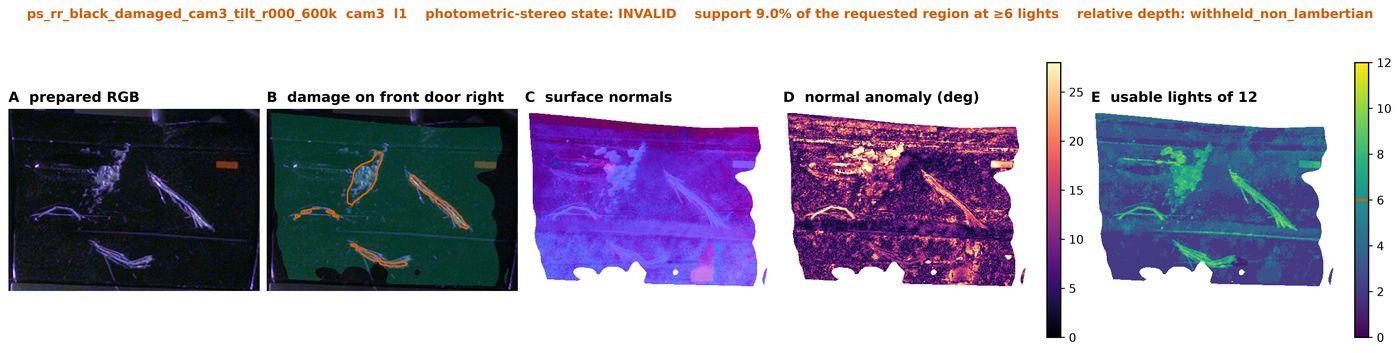 ps_rr_black_damaged_cam3_tilt_r000_600k cam3 l1 photometric-stereo state: INVALID support 9.0% of the requested region at ≥6 lights relative depth: withheld_non_lambertian
A prepared RGB
B damage on front door right
C surface normals
D normal anomaly (deg)
E usable lights of 12
25
20
15
10
5
0
12
10
8
6
4
2
0